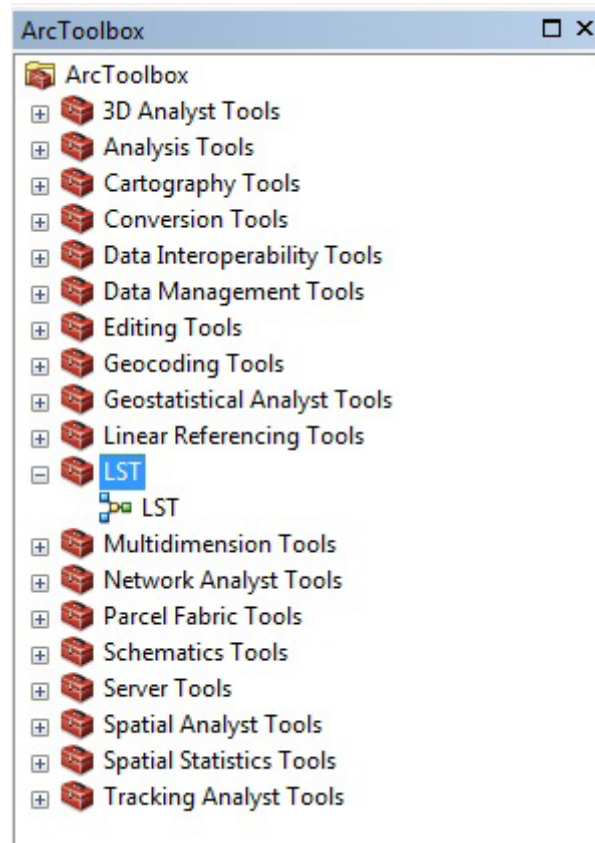 ArcToolbox
ArcToolbox
3D Analyst Tools
Analysis Tools
Cartography Tools
Conversion Tools
Data Interoperability Tools
Data Management Tools
Editing Tools
Geocoding Tools
Geostatistical Analyst Tools
Linear Referencing Tools
LST
LST
Multidimension Tools
Network Analyst Tools
Parcel Fabric Tools
Schematics Tools
Server Tools
Spatial Analyst Tools
Spatial Statistics Tools
Tracking Analyst Tools